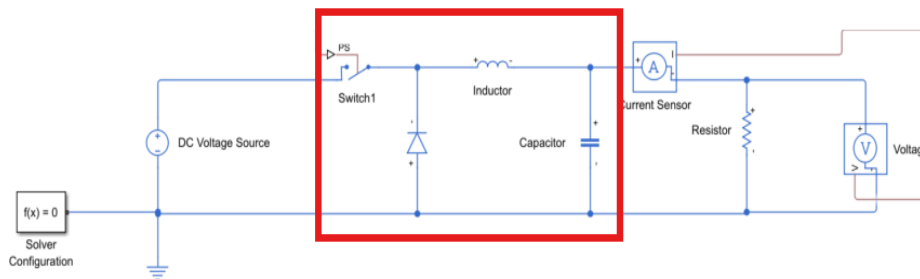 PS
Switch1
Inductor
DC Voltage Source
Capacitor
A
I
Current Sensor
Resistor
V
V
f(x) = 0
Solver
Configuration